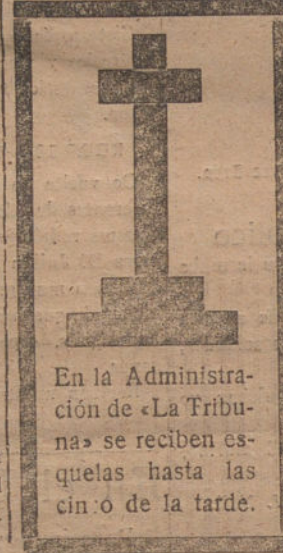 En la Administra-
ción de «La Tribu-
na» se reciben es-
quelas hasta las
cin o de la tarde.